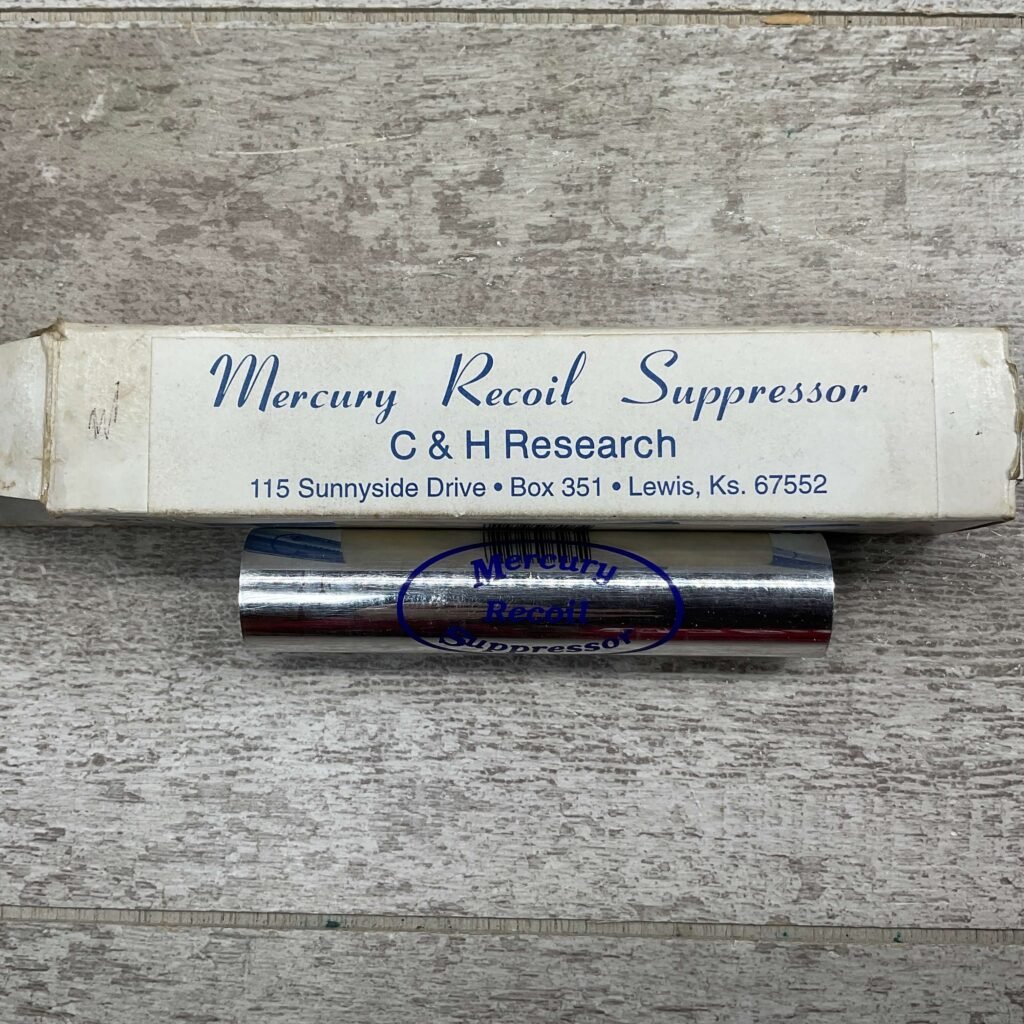 Mercury Recoil Suppressor
C & H Research
115 Sunnyside Drive • Box 351 • Lewis, Ks. 67552
Mercury
Recoil
Suppressor